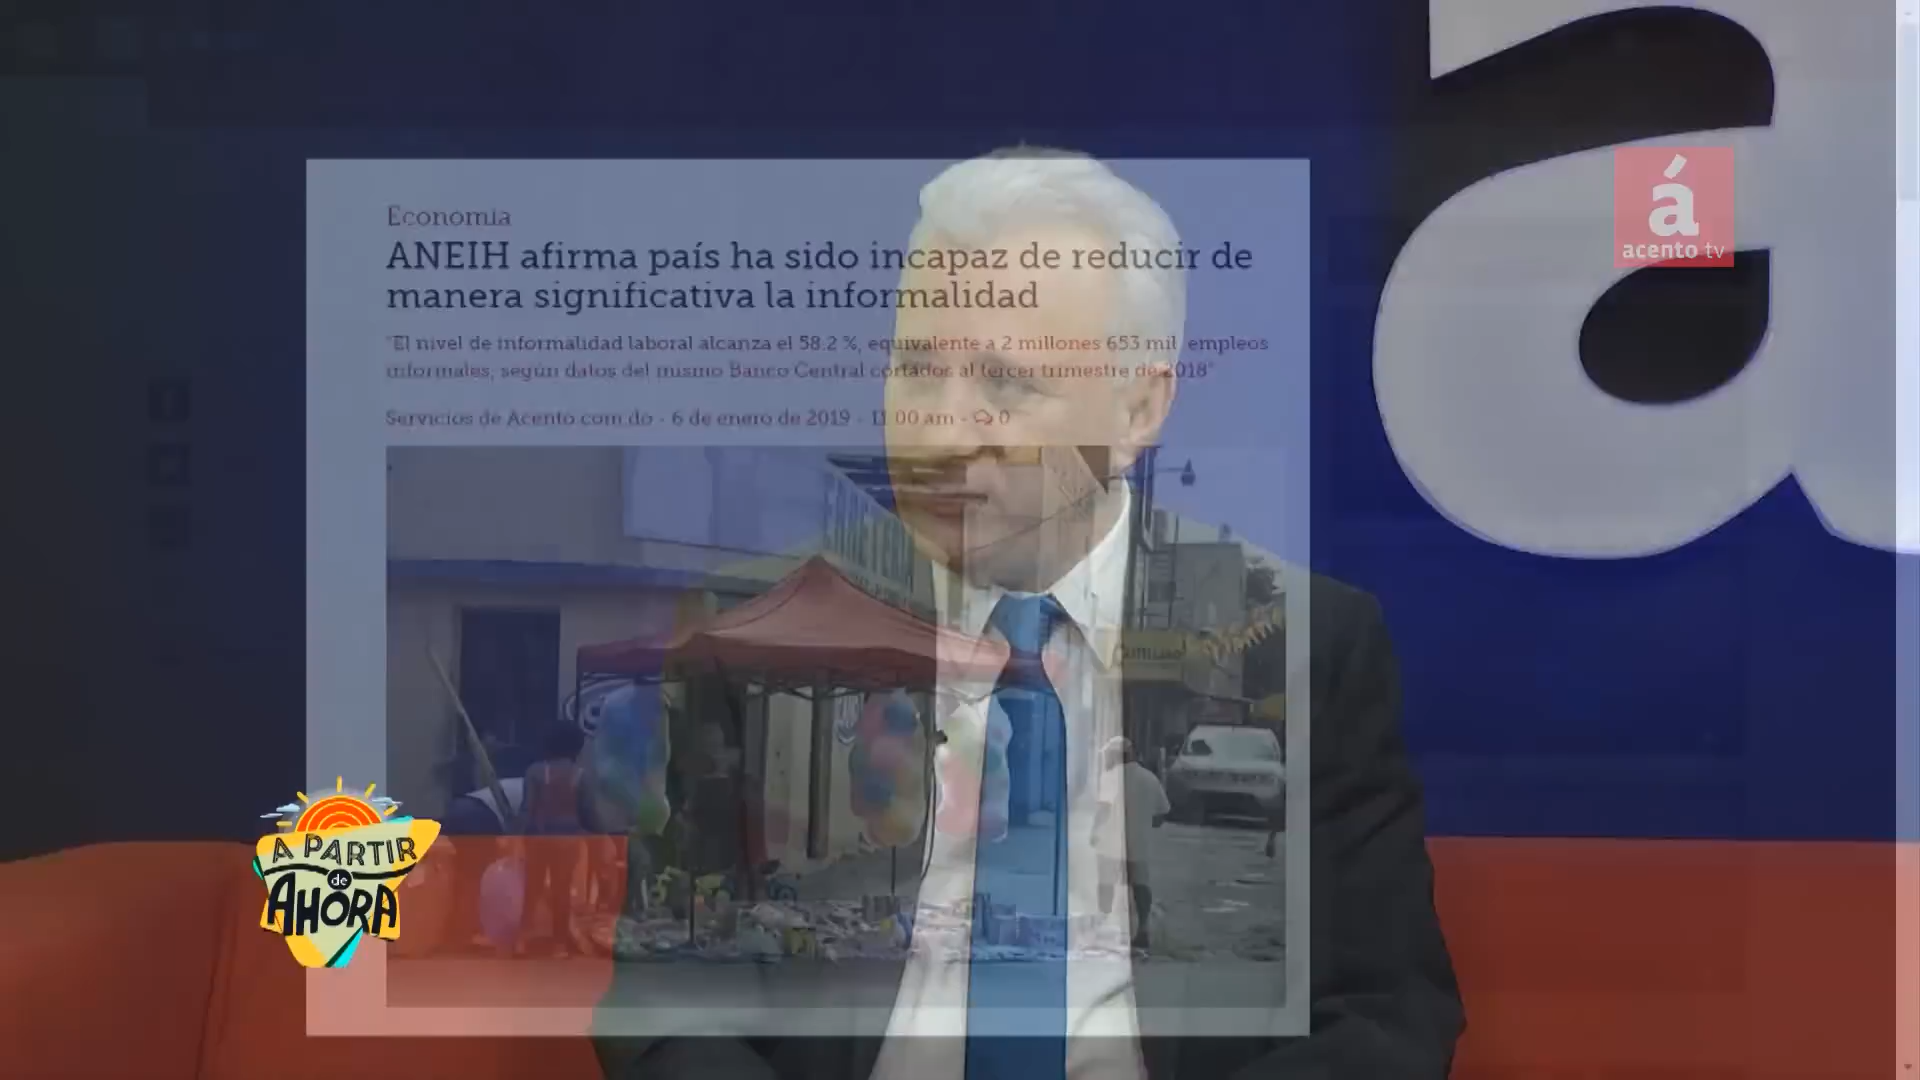 Economía
ANEIH afirma país ha sido incapaz de reducir de
manera significativa la informalidad
"El nivel de informalidad laboral alcanza el 58.2 %, equivalente a 2 millones 653 mil empleos
informales, según datos del mismo Banco Central cortados al tercer trimestre de 2018"
Servicios de Acento.com.do - 6 de enero de 2019 - 11:00 am - 0
a
á
acento tv
A PARTIR
de
AHORA